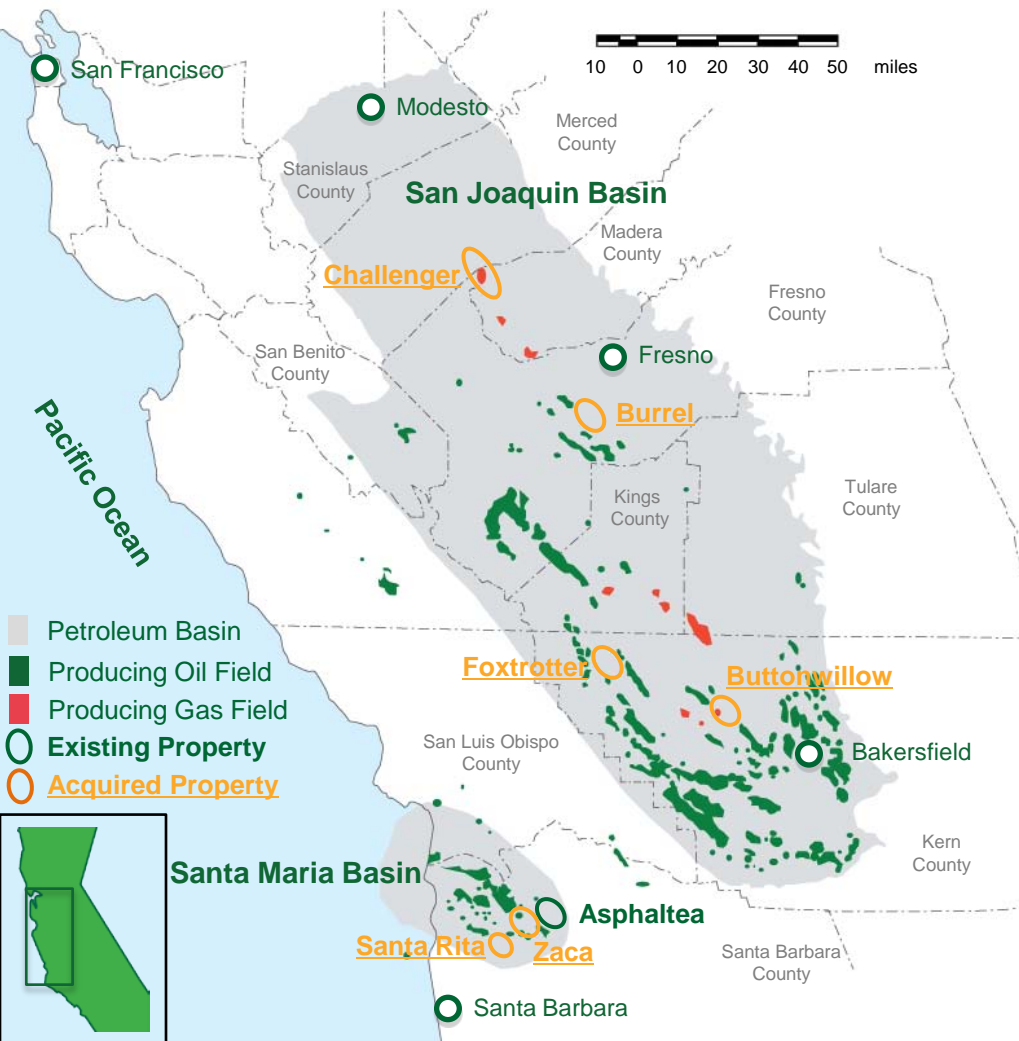 San Francisco
10 0 10 20 30 40 50 miles
Modesto
Merced
County
Stanislaus
County
San Joaquin Basin
Madera
County
Challenger
Fresno
County
San Benito
County
Fresno
Burrel
Pacific Ocean
Kings
County
Tulare
County
Petroleum Basin
Producing Oil Field
Producing Gas Field
Existing Property
Acquired Property
Foxtrotter
Buttonwillow
San Luis Obispo
County
Bakersfield
Kern
County
Santa Maria Basin
Asphaltea
Santa Rita
Zaca
Santa Barbara
County
Santa Barbara